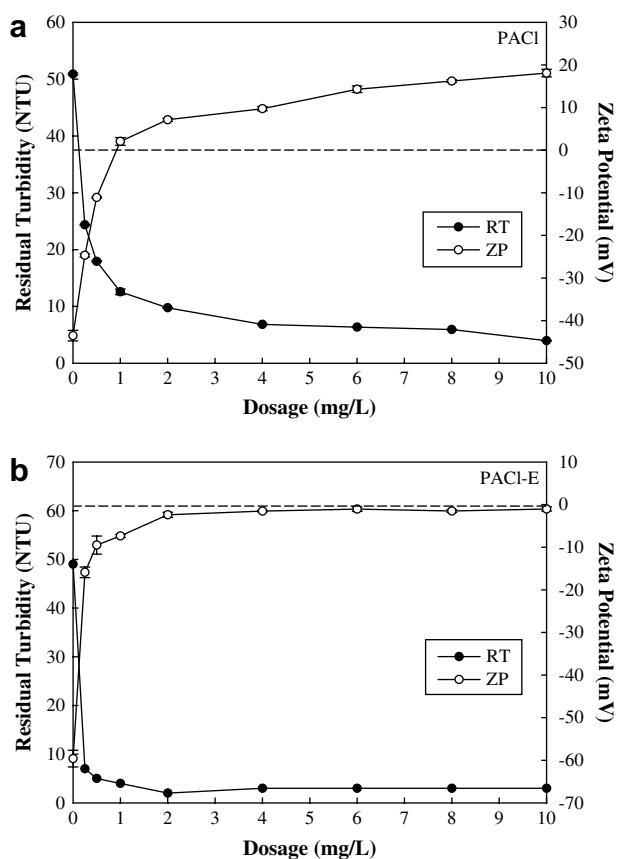 a
PACl
60
50
40
30
20
10
0
30
20
10
0
-10
-20
-30
-40
-50
Residual Turbidity (NTU)
Zeta Potential (mV)
RT
ZP
0 1 2 3 4 5 6 7 8 9 10
Dosage (mg/L)
b
PACl-E
70
60
50
40
30
20
10
0
10
0
-10
-20
-30
-40
-50
-60
-70
Residual Turbidity (NTU)
Zeta Potential (mV)
RT
ZP
0 1 2 3 4 5 6 7 8 9 10
Dosage (mg/L)